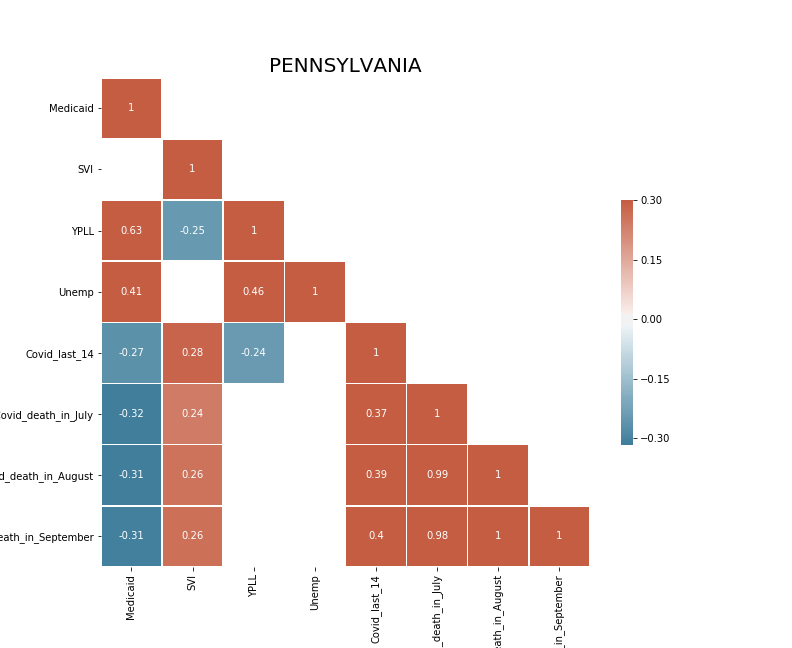 PENNSYLVANIA
Medicaid 1
SVI 1
YPLL 0.63 -0.25 1
Unemp 0.41 0.46 1
Covid_last_14 -0.27 0.28 -0.24 1
ovid_death_in_July -0.32 0.24 0.37 1
d_death_in_August -0.31 0.26 0.39 0.99 1
eath_in_September -0.31 0.26 0.4 0.98 1 1
Medicaid
SVI
YPLL
Unemp
Covid_last_14
_death_in_July
eath_in_August
_in_September
0.30
0.15
0.00
−0.15
−0.30